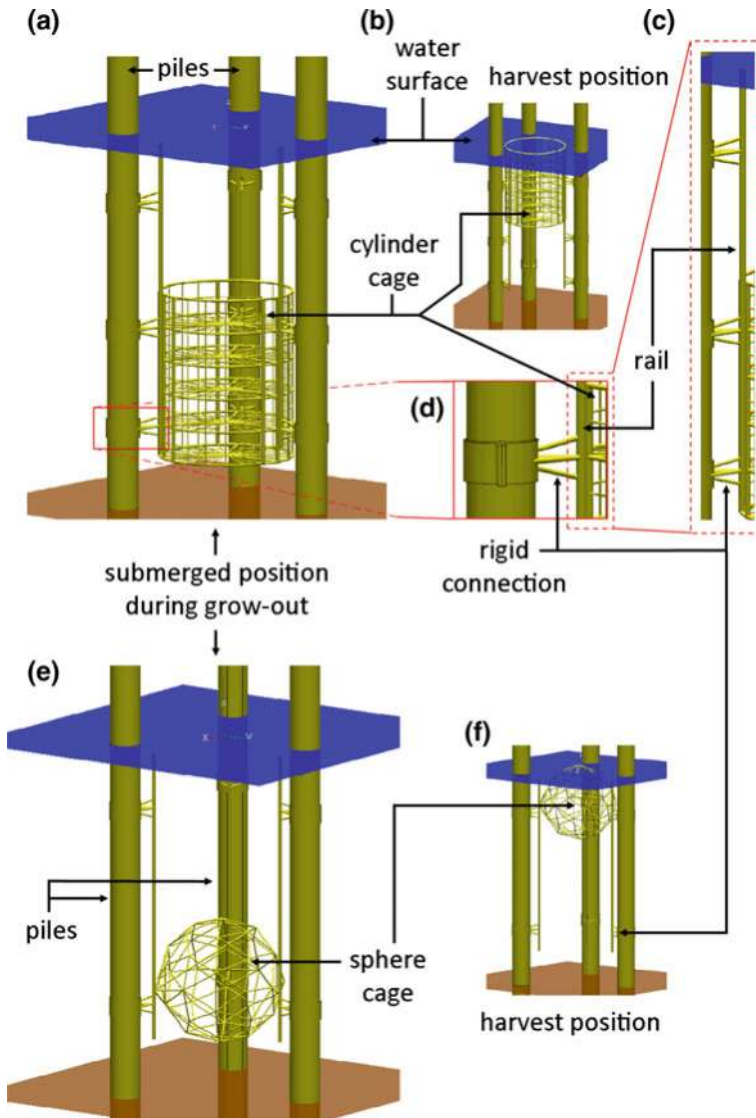 (a)
(b)
(c)
piles
water
surface
harvest position
cylinder
cage
rail
(d)
rigid
connection
submerged position
during grow-out
(e)
(f)
piles
sphere
cage
harvest position